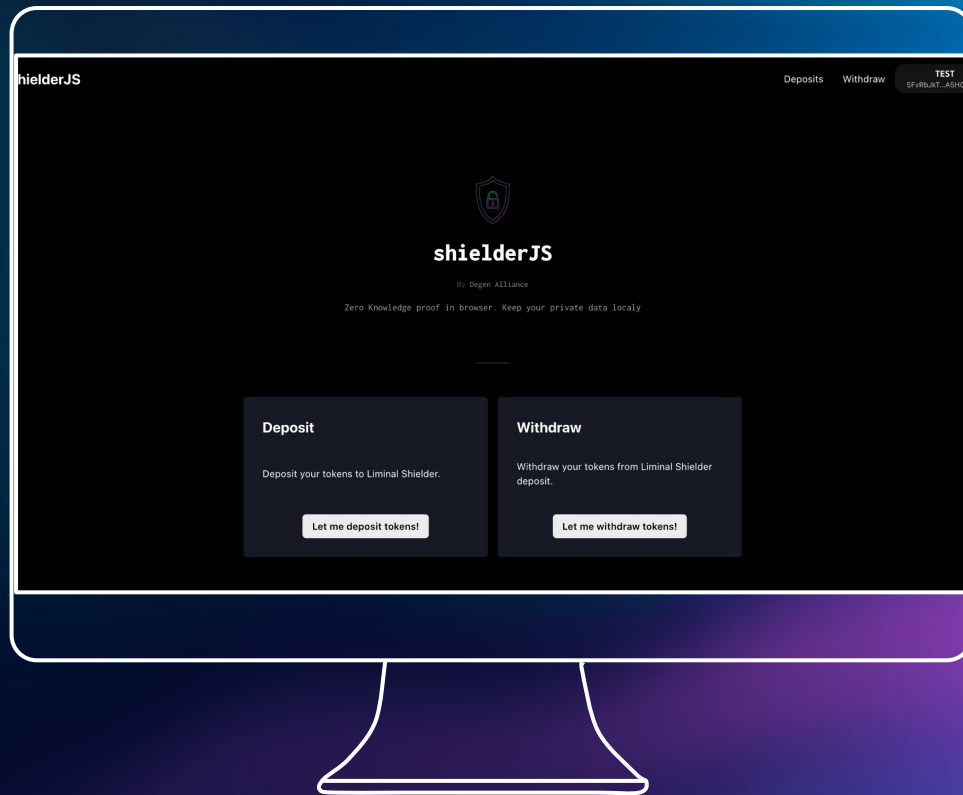 hielderJS
Deposits
Withdraw
TEST
shielderJS
By Degen Alliance
Zero Knowledge proof in browser. Keep your private data localy
Deposit
Deposit your tokens to Liminal Shielder.
Let me deposit tokens!
Withdraw
Withdraw your tokens from Liminal Shielder
deposit.
Let me withdraw tokens!